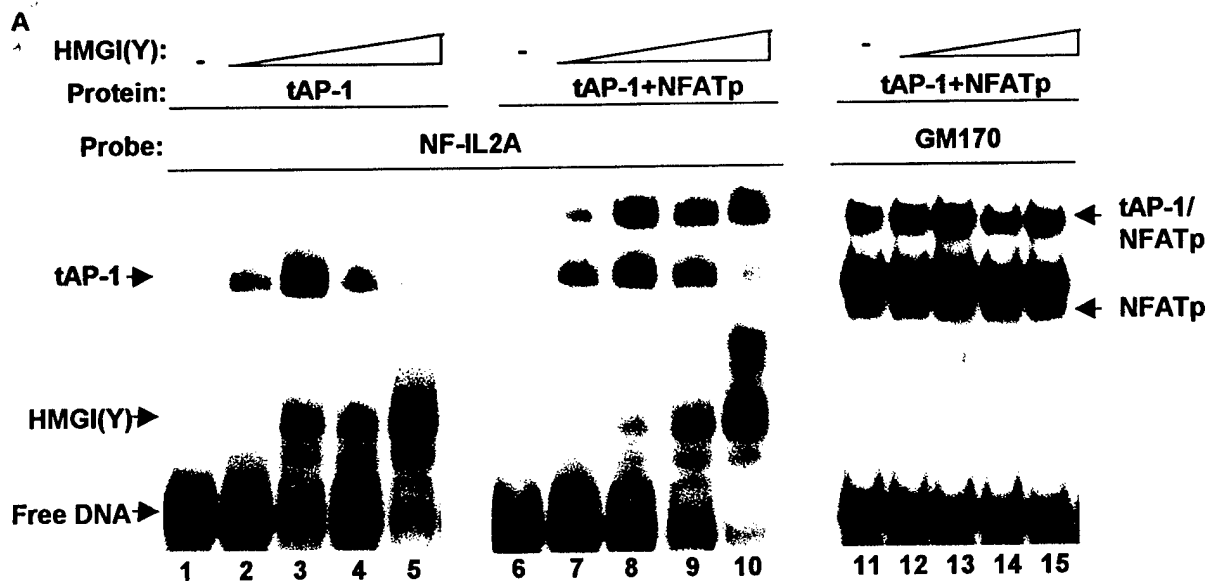 A
HMGI(Y): - - -
Protein: tAP-1 tAP-1+NFATp tAP-1+NFATp
Probe: NF-IL2A GM170
tAP-1/
NFATp
tAP-1
NFATp
HMGI(Y)
Free DNA
1 2 3 4 5 6 7 8 9 10 11 12 13 14 15